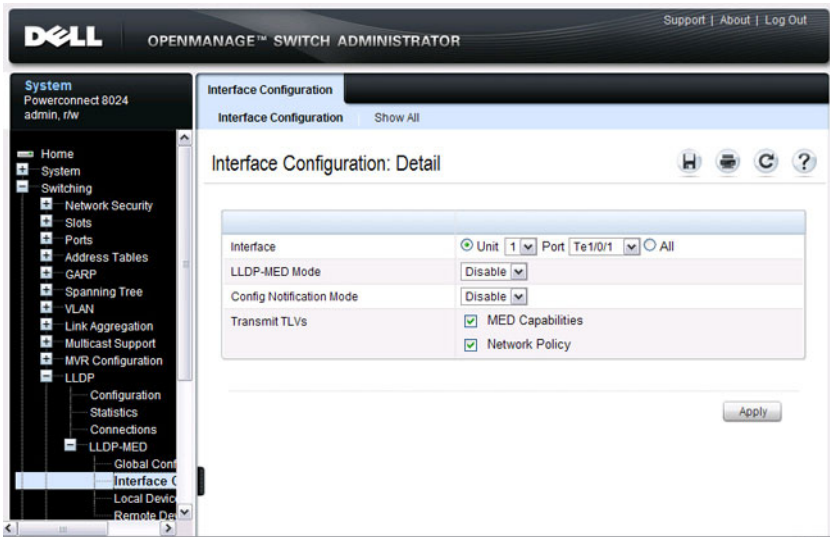 Support | About | Log Out
DELL OPENMANAGE™ SWITCH ADMINISTRATOR
System
Powerconnect 8024
admin, r/w
Home
System
Switching
Network Security
Slots
Ports
Address Tables
GARP
Spanning Tree
VLAN
Link Aggregation
Multicast Support
MVR Configuration
LLDP
Configuration
Statistics
Connections
LLDP-MED
Global Conf
Interface C
Local Device
Remote De
Interface Configuration
Interface Configuration Show All
Interface Configuration: Detail
?
Interface Unit 1 Port Te1/0/1 All
LLDP-MED Mode Disable
Config Notification Mode Disable
Transmit TLVs MED Capabilities
Network Policy
Apply